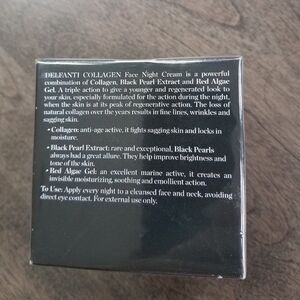 DELFANTI COLLAGEN Face Night Cream is a powerful
combination of Collagen, Black Pearl Extract and Red Algae
Gel. A triple action to give a younger and regenerated look to
your skin, especially formulated for the action during the night,
when the skin is at its peak of regenerative action. The loss of
natural collagen over the years results in fine lines, wrinkles and
sagging skin.
• Collagen: anti-age active, it fights sagging skin and locks in
moisture.
• Black Pearl Extract: rare and exceptional, Black Pearls
always had a great allure. They help improve brightness and
tone of the skin.
• Red Algae Gel: an excellent marine active, it creates an
invisible moisturizing, soothing and emollient action.
To Use: Apply every night to a cleansed face and neck, avoiding
direct eye contact. For external use only.